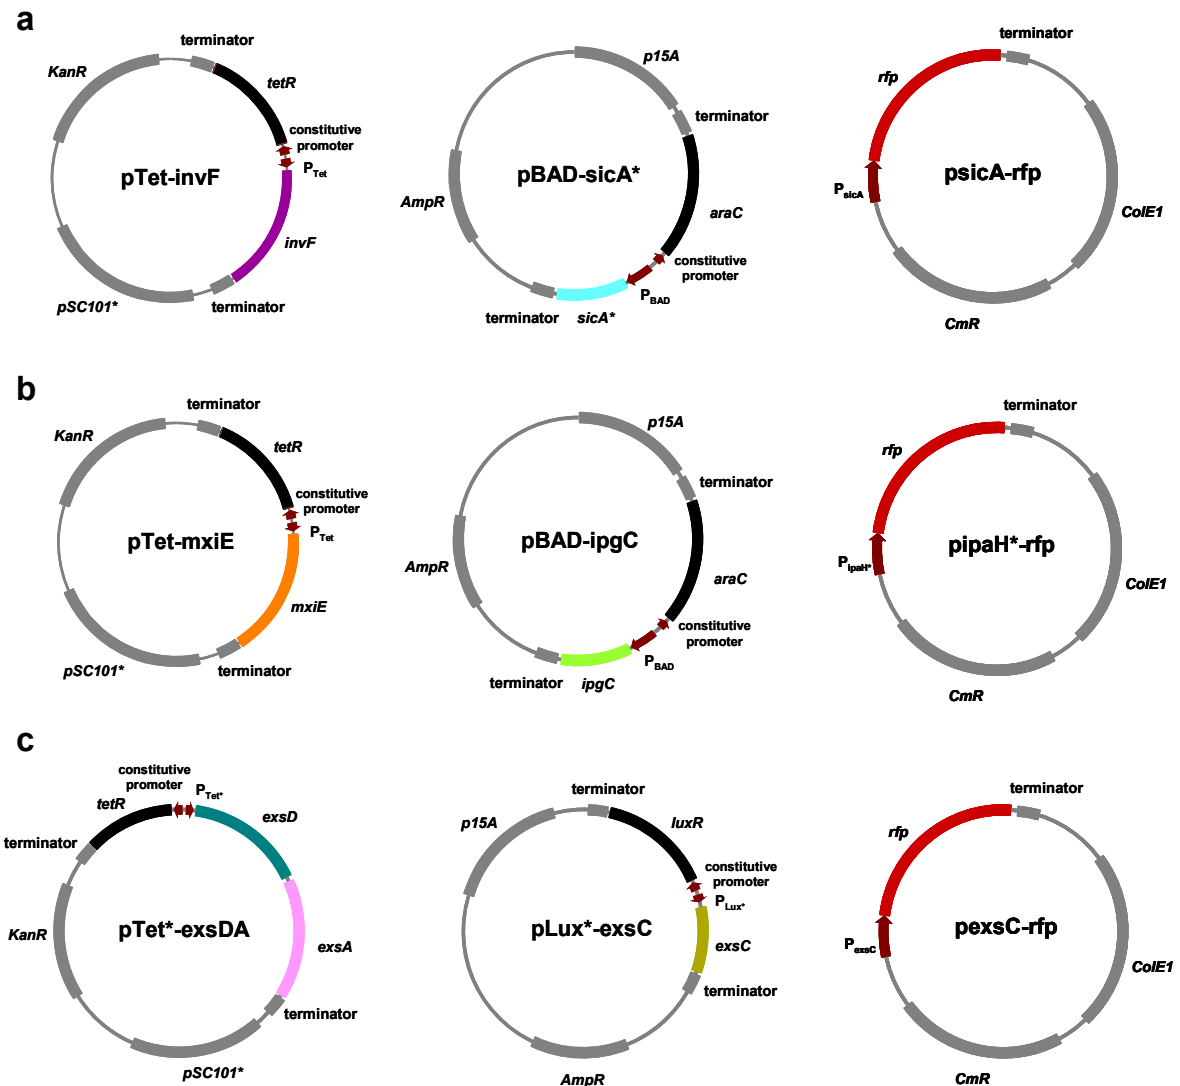 a
terminator
KanR
tetR
constitutive
promoter
PTet
pTet-invF
invF
pSC101*
terminator
p15A
terminator
pBAD-sicA*
AmpR
araC
constitutive
promoter
PBAD
terminator
sicA*
terminator
rfp
psicA-rfp
PsicA
ColE1
CmR
b
terminator
KanR
tetR
constitutive
promoter
PTet
pTet-mxiE
mxiE
pSC101*
terminator
p15A
terminator
pBAD-ipgC
AmpR
araC
constitutive
promoter
PBAD
terminator
ipgC
terminator
rfp
pipaH*-rfp
PipaH*
ColE1
CmR
c
constitutive
promoter
PTet*
tetR
exsD
terminator
KanR
pTet*-exsDA
exsA
terminator
pSC101*
terminator
p15A
luxR
constitutive
promoter
PLux*
pLux*-exsC
exsC
terminator
AmpR
terminator
rfp
pexsC-rfp
PexsC
ColE1
CmR